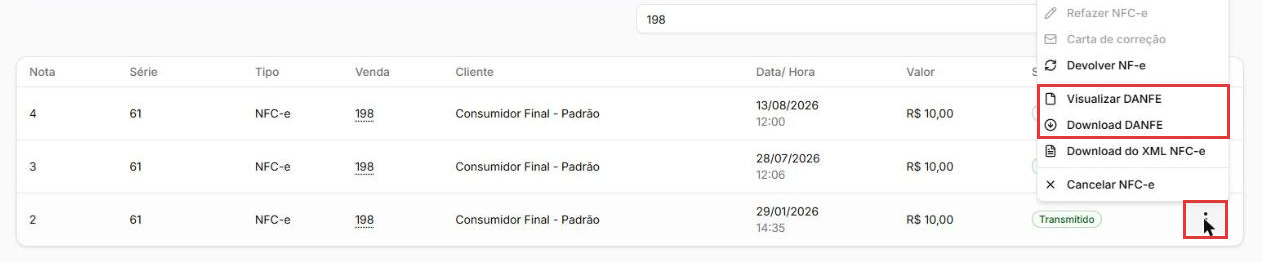 198
Refazer NFC-e
Carta de correção
Devolver NF-e
Visualizar DANFE
Download DANFE
Download do XML NFC-e
Cancelar NFC-e
Nota Série Tipo Venda Cliente Data/ Hora Valor S
4 61 NFC-e 198 Consumidor Final - Padrão 13/08/2026 R$ 10,00
12:00
3 61 NFC-e 198 Consumidor Final - Padrão 28/07/2026 R$ 10,00
12:06
2 61 NFC-e 198 Consumidor Final - Padrão 29/01/2026 R$ 10,00 Transmitido
14:35